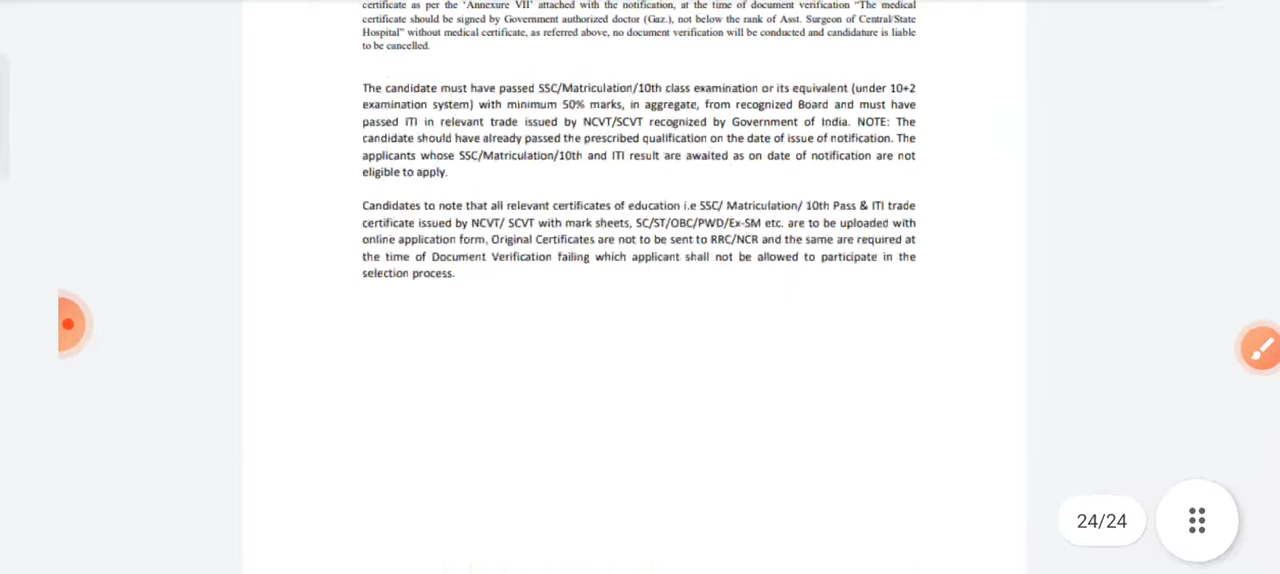 certificate as per the 'Annexure VII' attached with the notification, at the time of document verification "The medical
certificate should be signed by Government authorized doctor (Gaz.), not below the rank of Asst. Surgeon of Central/State
Hospital" without medical certificate, as referred above, no document verification will be conducted and candidature is liable
to be cancelled.
The candidate must have passed SSC/Matriculation/10th class examination or its equivalent (under 10+2
examination system) with minimum 50% marks, in aggregate, from recognized Board and must have
passed ITI in relevant trade issued by NCVT/SCVT recognized by Government of India. NOTE: The
candidate should have already passed the prescribed qualification on the date of issue of notification. The
applicants whose SSC/Matriculation/10th and ITI result are awaited as on date of notification are not
eligible to apply.
Candidates to note that all relevant certificates of education i.e SSC/ Matriculation/ 10th Pass & ITI trade
certificate issued by NCVT/ SCVT with mark sheets, SC/ST/OBC/PWD/Ex-SM etc. are to be uploaded with
online application form, Original Certificates are not to be sent to RRC/NCR and the same are required at
the time of Document Verification failing which applicant shall not be allowed to participate in the
selection process.
24/24